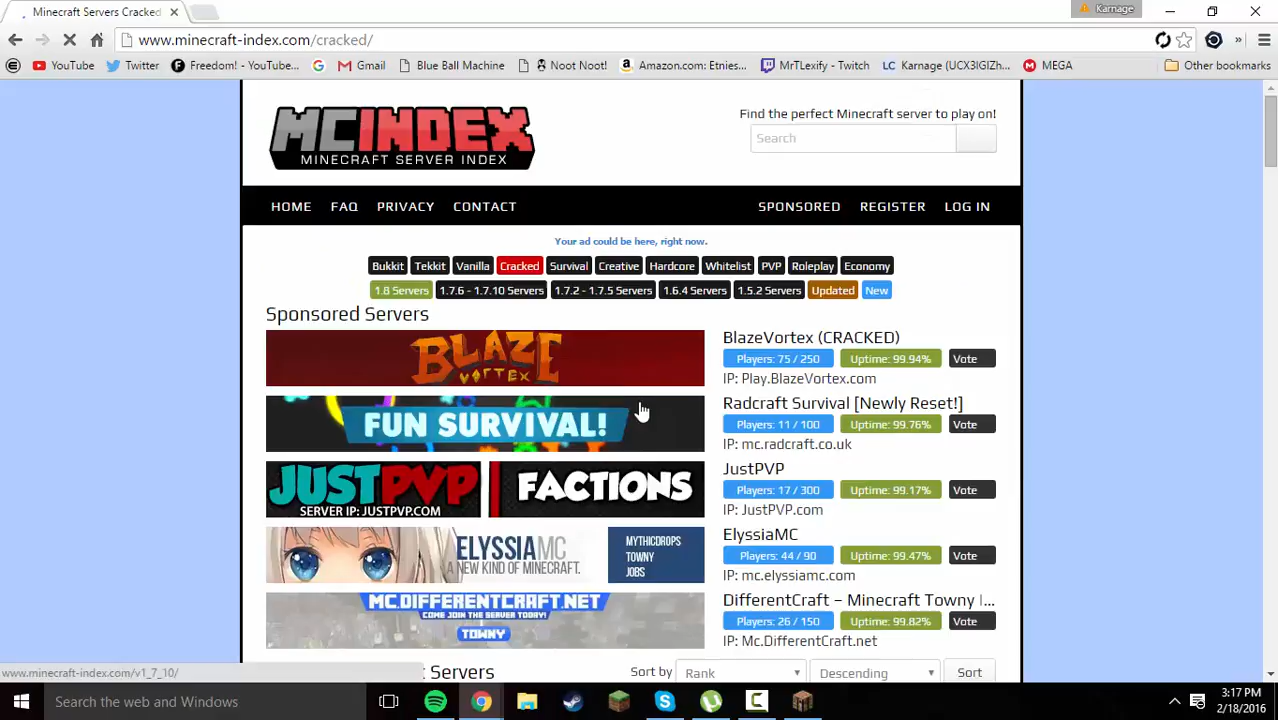 Minecraft Servers Cracked
Karnage
www.minecraft-index.com/cracked/
YouTube
Twitter
Freedom! - YouTube...
Gmail
Blue Ball Machine
Noot Noot!
Amazon.com: Etnies...
MrTLexify - Twitch
LC Karnage (UCX3IGIZh...
MEGA
Other bookmarks
MCINDEX
MINECRAFT SERVER INDEX
Find the perfect Minecraft server to play on!
Search
HOME FAQ PRIVACY CONTACT SPONSORED REGISTER LOG IN
Your ad could be here, right now.
Bukkit Tekkit Vanilla Cracked Survival Creative Hardcore Whitelist PVP Roleplay Economy
1.8 Servers 1.7.6 - 1.7.10 Servers 1.7.2 - 1.7.5 Servers 1.6.4 Servers 1.5.2 Servers Updated New
Sponsored Servers
BLAZE
VORTEX
BlazeVortex (CRACKED)
Players: 75 / 250 Uptime: 99.94% Vote
IP: Play.BlazeVortex.com
FUN SURVIVAL!
Radcraft Survival [Newly Reset!]
Players: 11 / 100 Uptime: 99.76% Vote
IP: mc.radcraft.co.uk
JUSTPVP FACTIONS
SERVER IP: JUSTPVP.COM
JustPVP
Players: 17 / 300 Uptime: 99.17% Vote
IP: JustPVP.com
ELYSSIAMC
A NEW KIND OF MINECRAFT.
MYTHICDROPS
TOWNY
JOBS
ElyssiaMC
Players: 44 / 90 Uptime: 99.47% Vote
IP: mc.elyssiamc.com
MC.DIFFERENTCRAFT.NET
COME JOIN THE SERVER TODAY!
TOWNY
DifferentCraft – Minecraft Towny |...
Players: 26 / 150 Uptime: 99.82% Vote
IP: Mc.DifferentCraft.net
Servers Sort by Rank Descending Sort
www.minecraft-index.com/v1_7_10/
Search the web and Windows
3:17 PM
2/18/2016